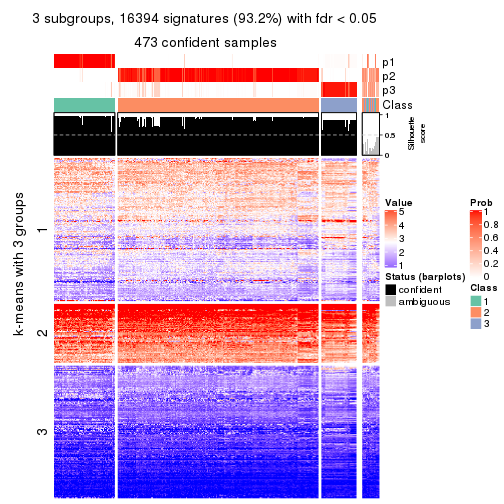 3 subgroups, 16394 signatures (93.2%) with fdr < 0.05
473 confident samples
p1
p2
p3
Class
1
0.5
0
Silhouette
score
k-means with 3 groups
1
2
3
Value
5
4
3
2
1
Status (barplots)
confident
ambiguous
Prob
1
0.8
0.6
0.4
0.2
0
Class
1
2
3